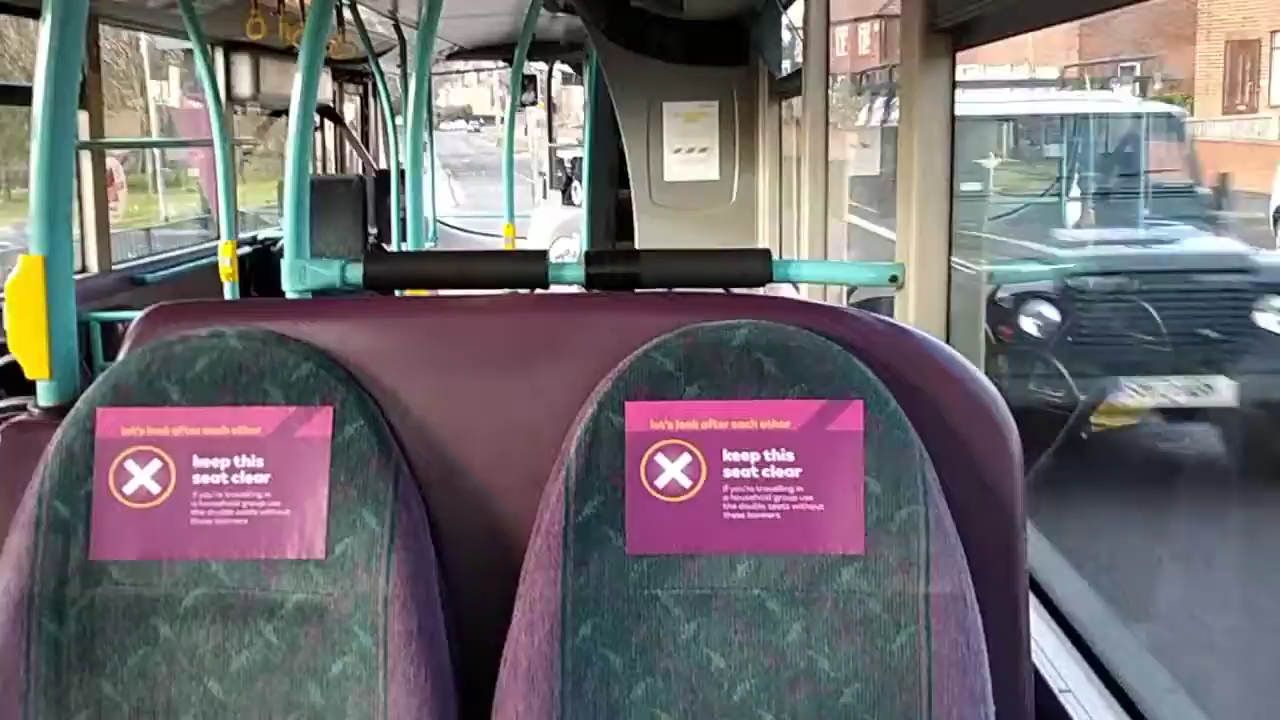 let's look after each other
keep this
seat clear
if you're travelling in
a household group use
the double seats without
these banners
let's look after each other
keep this
seat clear
if you're travelling in
a household group use
the double seats without
these banners